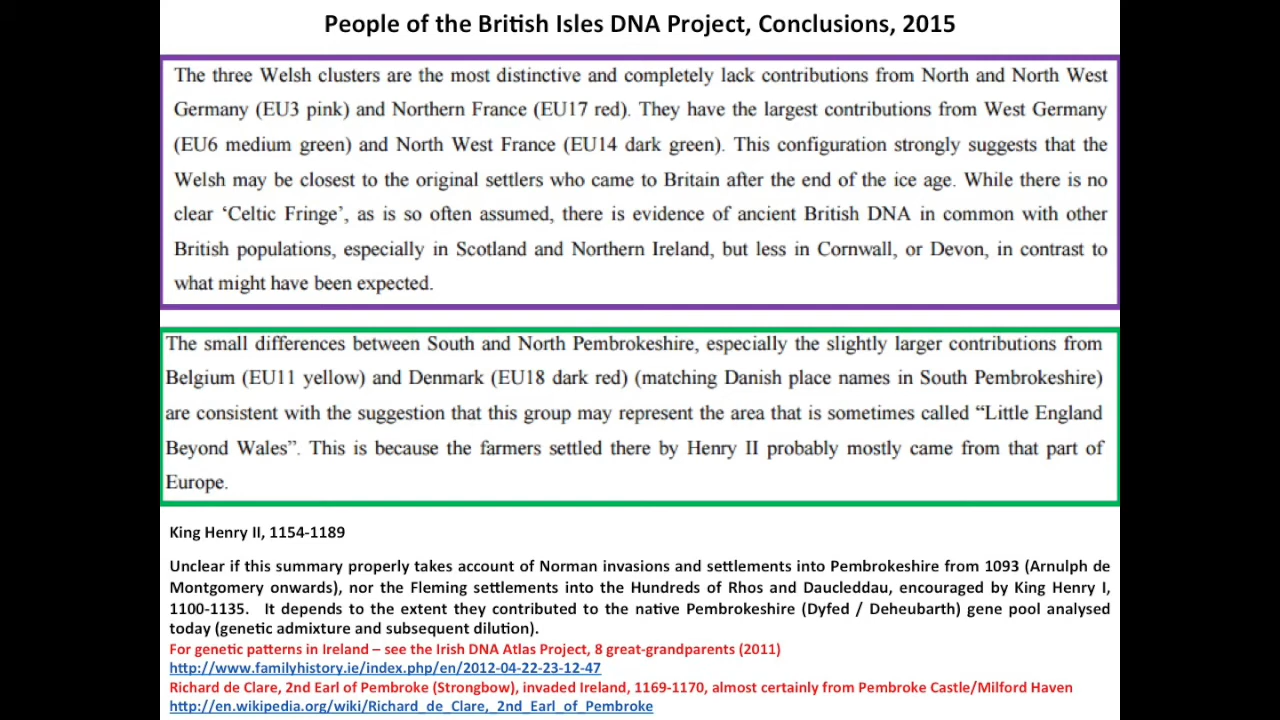 People of the British Isles DNA Project, Conclusions, 2015
The three Welsh clusters are the most distinctive and completely lack contributions from North and North West
Germany (EU3 pink) and Northern France (EU17 red). They have the largest contributions from West Germany
(EU6 medium green) and North West France (EU14 dark green). This configuration strongly suggests that the
Welsh may be closest to the original settlers who came to Britain after the end of the ice age. While there is no
clear ‘Celtic Fringe’, as is so often assumed, there is evidence of ancient British DNA in common with other
British populations, especially in Scotland and Northern Ireland, but less in Cornwall, or Devon, in contrast to
what might have been expected.
The small differences between South and North Pembrokeshire, especially the slightly larger contributions from
Belgium (EU11 yellow) and Denmark (EU18 dark red) (matching Danish place names in South Pembrokeshire)
are consistent with the suggestion that this group may represent the area that is sometimes called “Little England
Beyond Wales”. This is because the farmers settled there by Henry II probably mostly came from that part of
Europe.
King Henry II, 1154-1189
Unclear if this summary properly takes account of Norman invasions and settlements into Pembrokeshire from 1093 (Arnulph de
Montgomery onwards), nor the Fleming settlements into the Hundreds of Rhos and Daucleddau, encouraged by King Henry I,
1100-1135. It depends to the extent they contributed to the native Pembrokeshire (Dyfed / Deheubarth) gene pool analysed
today (genetic admixture and subsequent dilution).
For genetic patterns in Ireland – see the Irish DNA Atlas Project, 8 great-grandparents (2011)
http://www.familyhistory.ie/index.php/en/2012-04-22-23-12-47
Richard de Clare, 2nd Earl of Pembroke (Strongbow), invaded Ireland, 1169-1170, almost certainly from Pembroke Castle/Milford Haven
http://en.wikipedia.org/wiki/Richard_de_Clare,_2nd_Earl_of_Pembroke